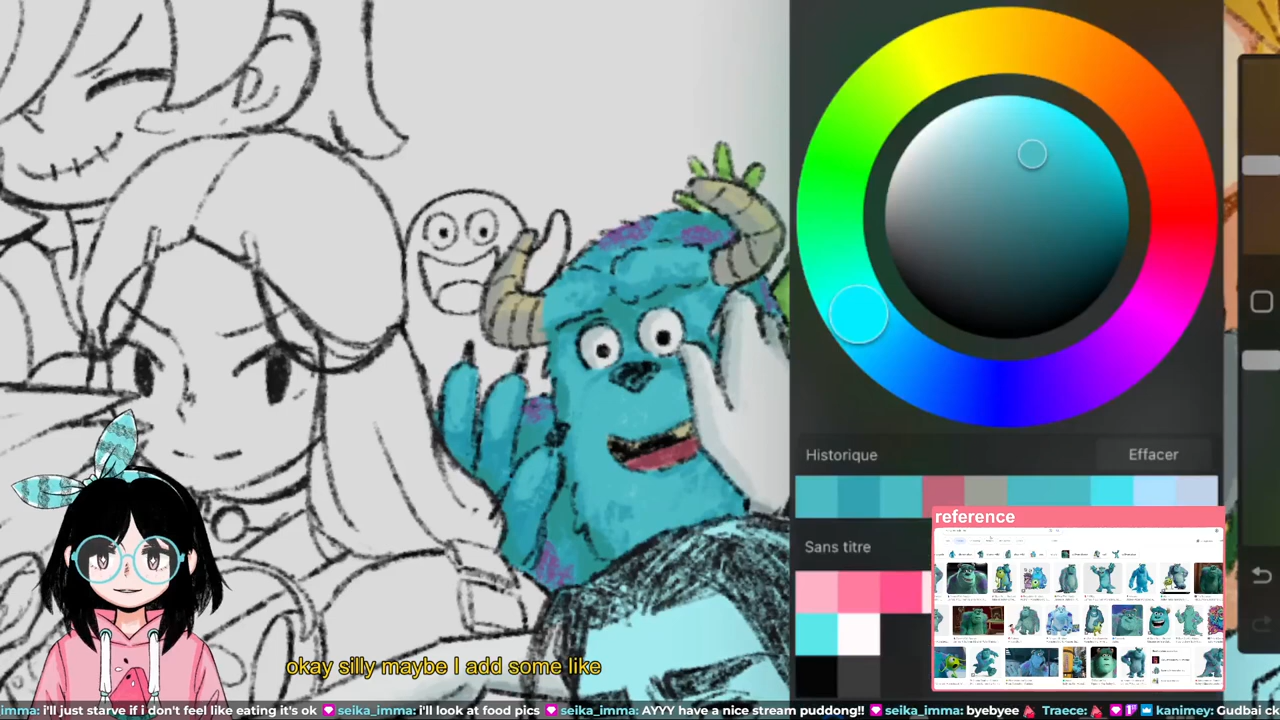 Historique
Effacer
reference
Sans titre
okay silly maybe I add some like
imma: i'll just starve if i don't feel like eating it's ok seika_imma: i'll look at food pics seika_imma: AYYY have a nice stream puddong!! seika_imma: byebyee Traece: 1 kanimey: Gudbai ck